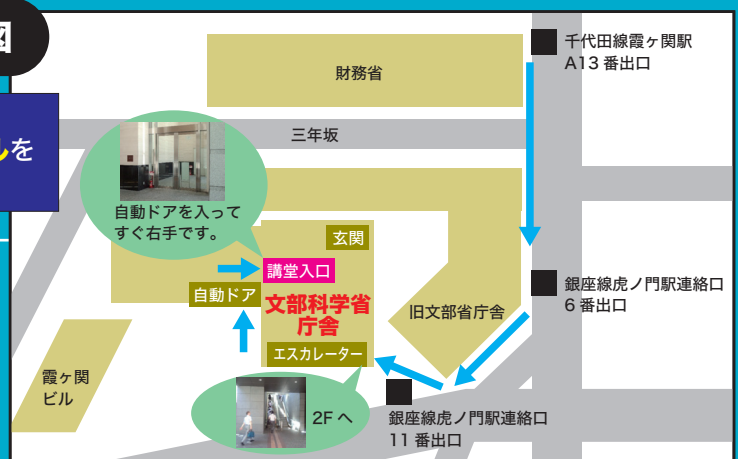 図
ルを
千代田線霞ヶ関駅
A13 番出口
財務省
三年坂
自動ドアを入って
すぐ右手です。
玄関
講堂入口
自動ドア
文部科学省
庁舎
旧文部省庁舎
銀座線虎ノ門駅連絡口
6 番出口
エスカレーター
霞ヶ関
ビル
2F へ
銀座線虎ノ門駅連絡口
11 番出口